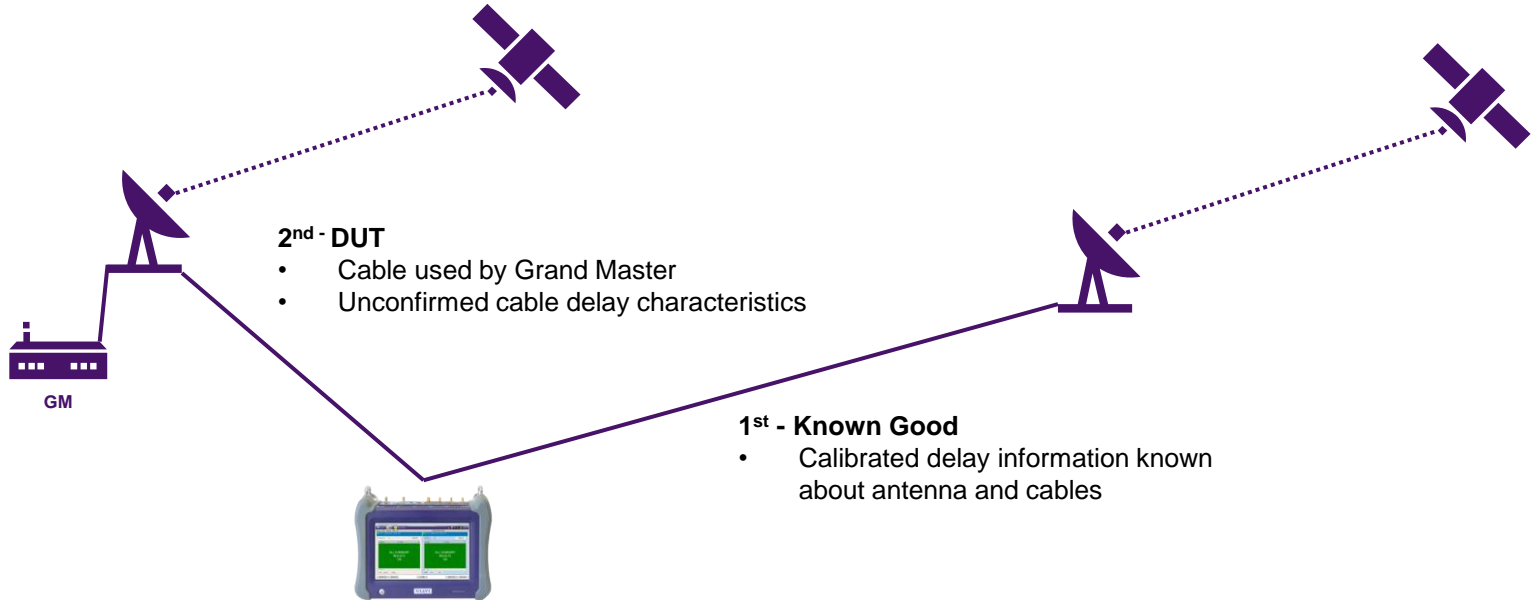 2nd - DUT
• Cable used by Grand Master
• Unconfirmed cable delay characteristics
GM
1st - Known Good
• Calibrated delay information known
about antenna and cables